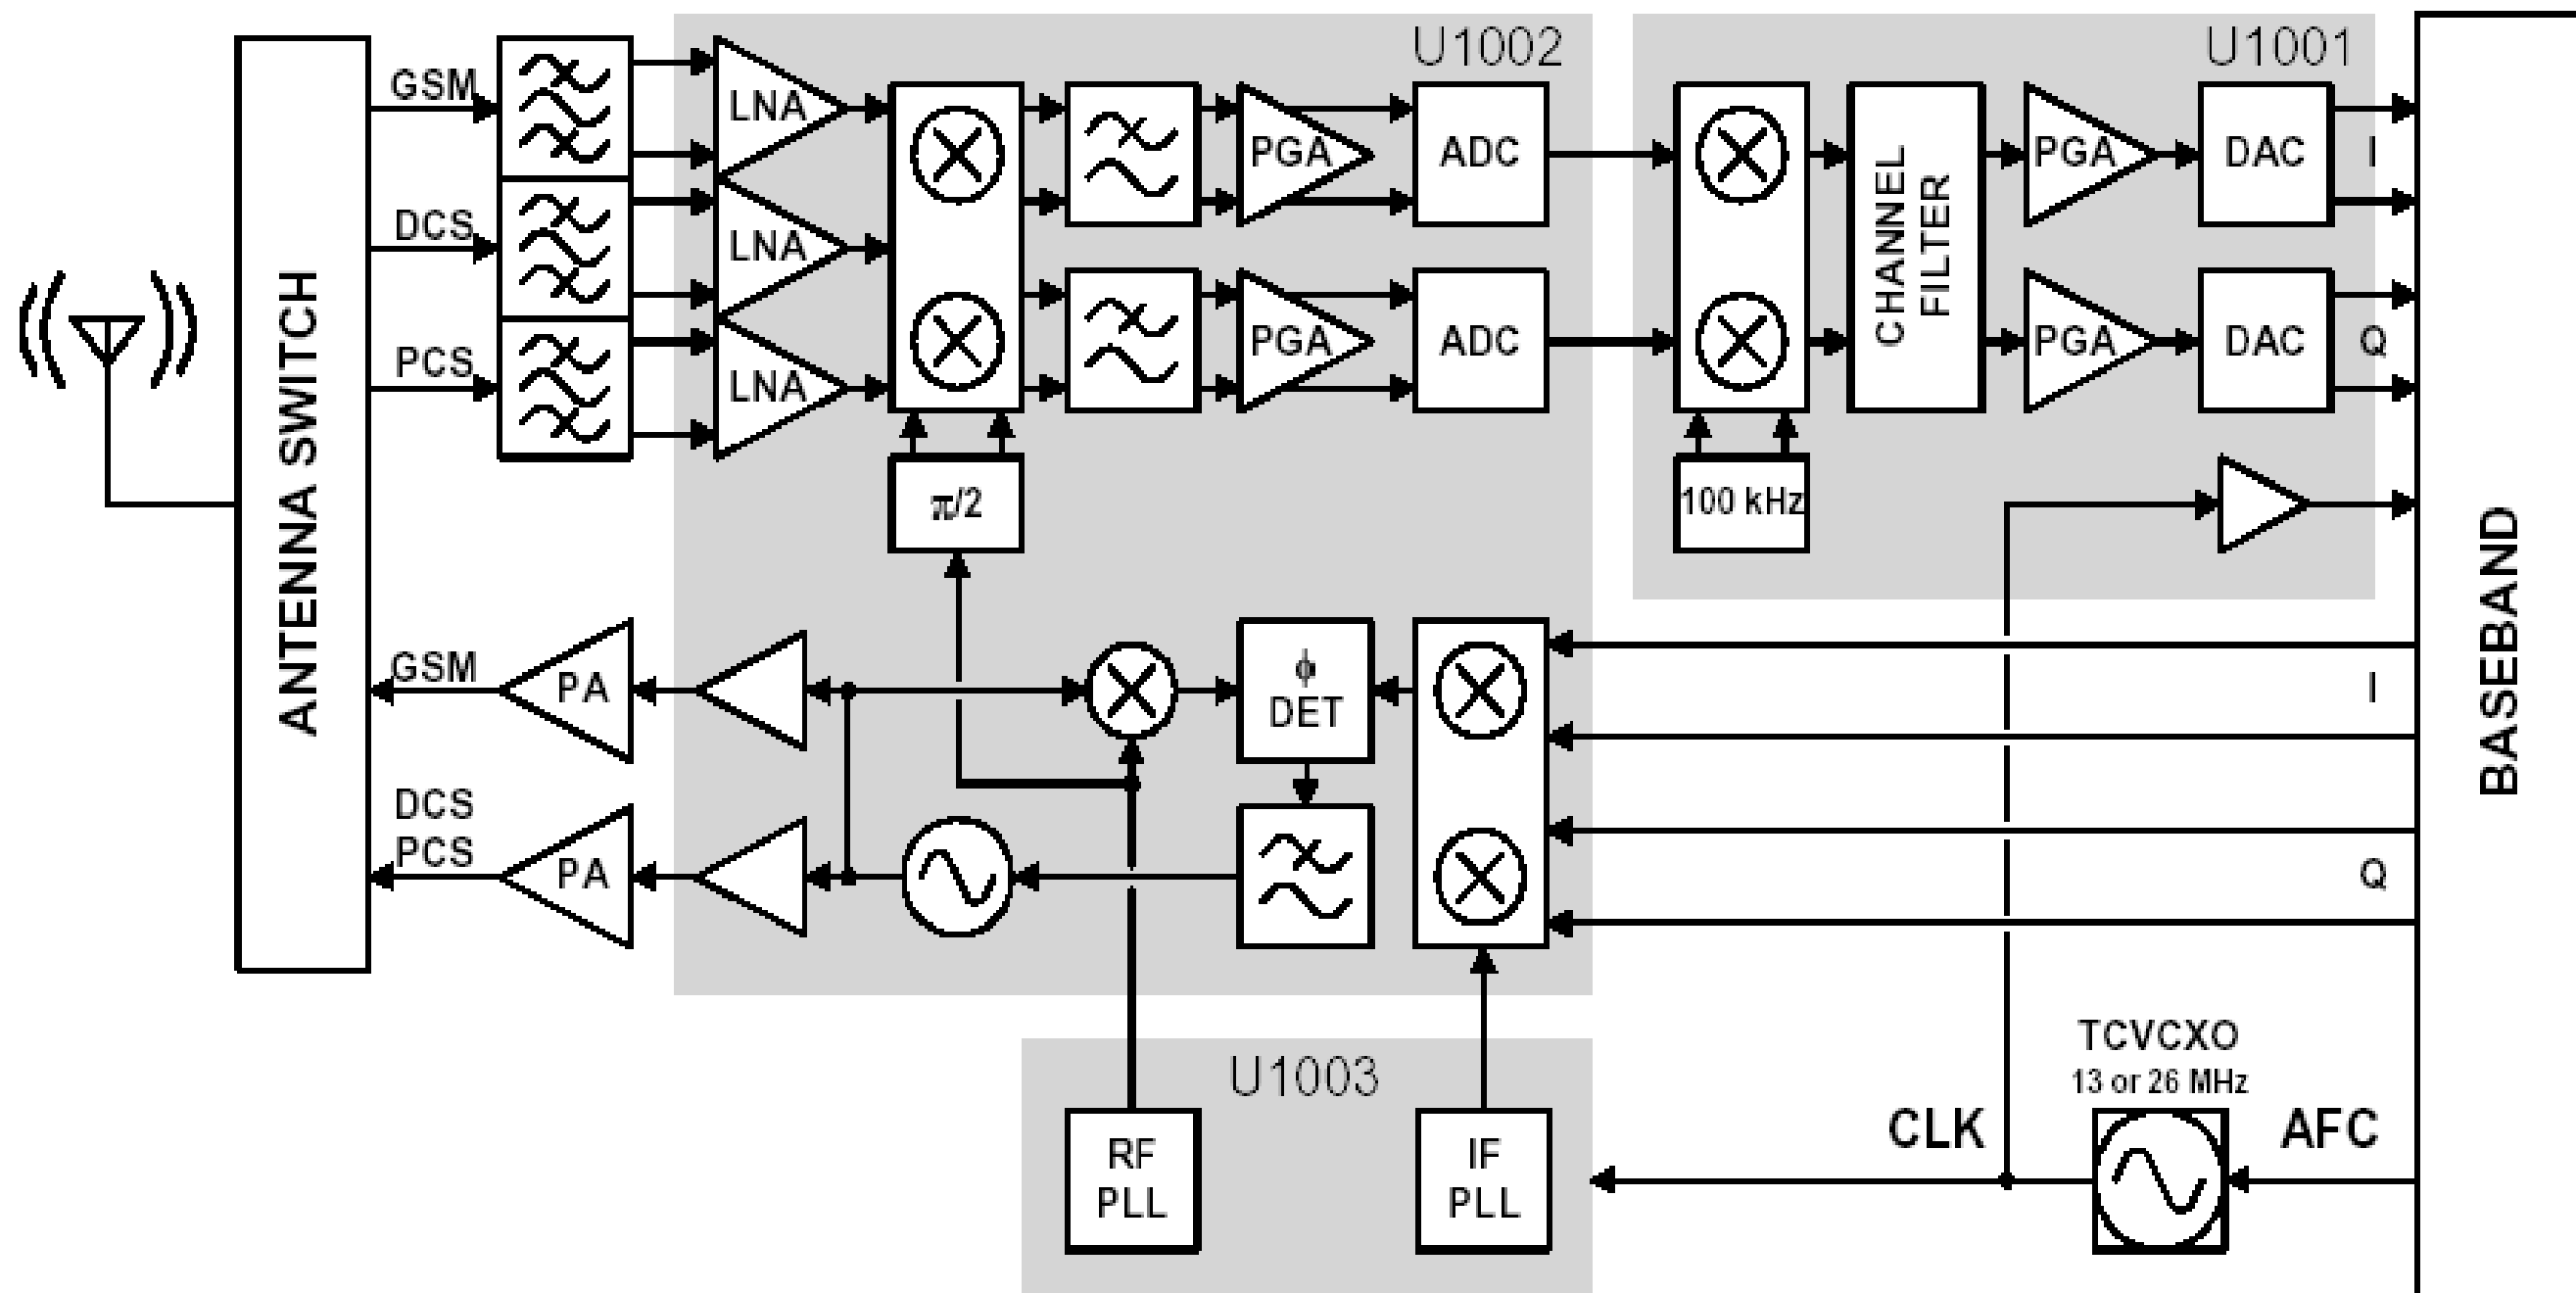 U1002
U1001
GSM
LNA
PGA
ADC
PGA
DAC
I
DCS
LNA
CHANNEL
FILTER
PCS
LNA
PGA
ADC
PGA
DAC
Q
ANTENNA SWITCH
π/2
100 kHz
BASEBAND
GSM
PA
ϕ
DET
I
DCS
PCS
PA
Q
U1003
TCVCXO
13 or 26 MHz
RF
PLL
IF
PLL
CLK
AFC